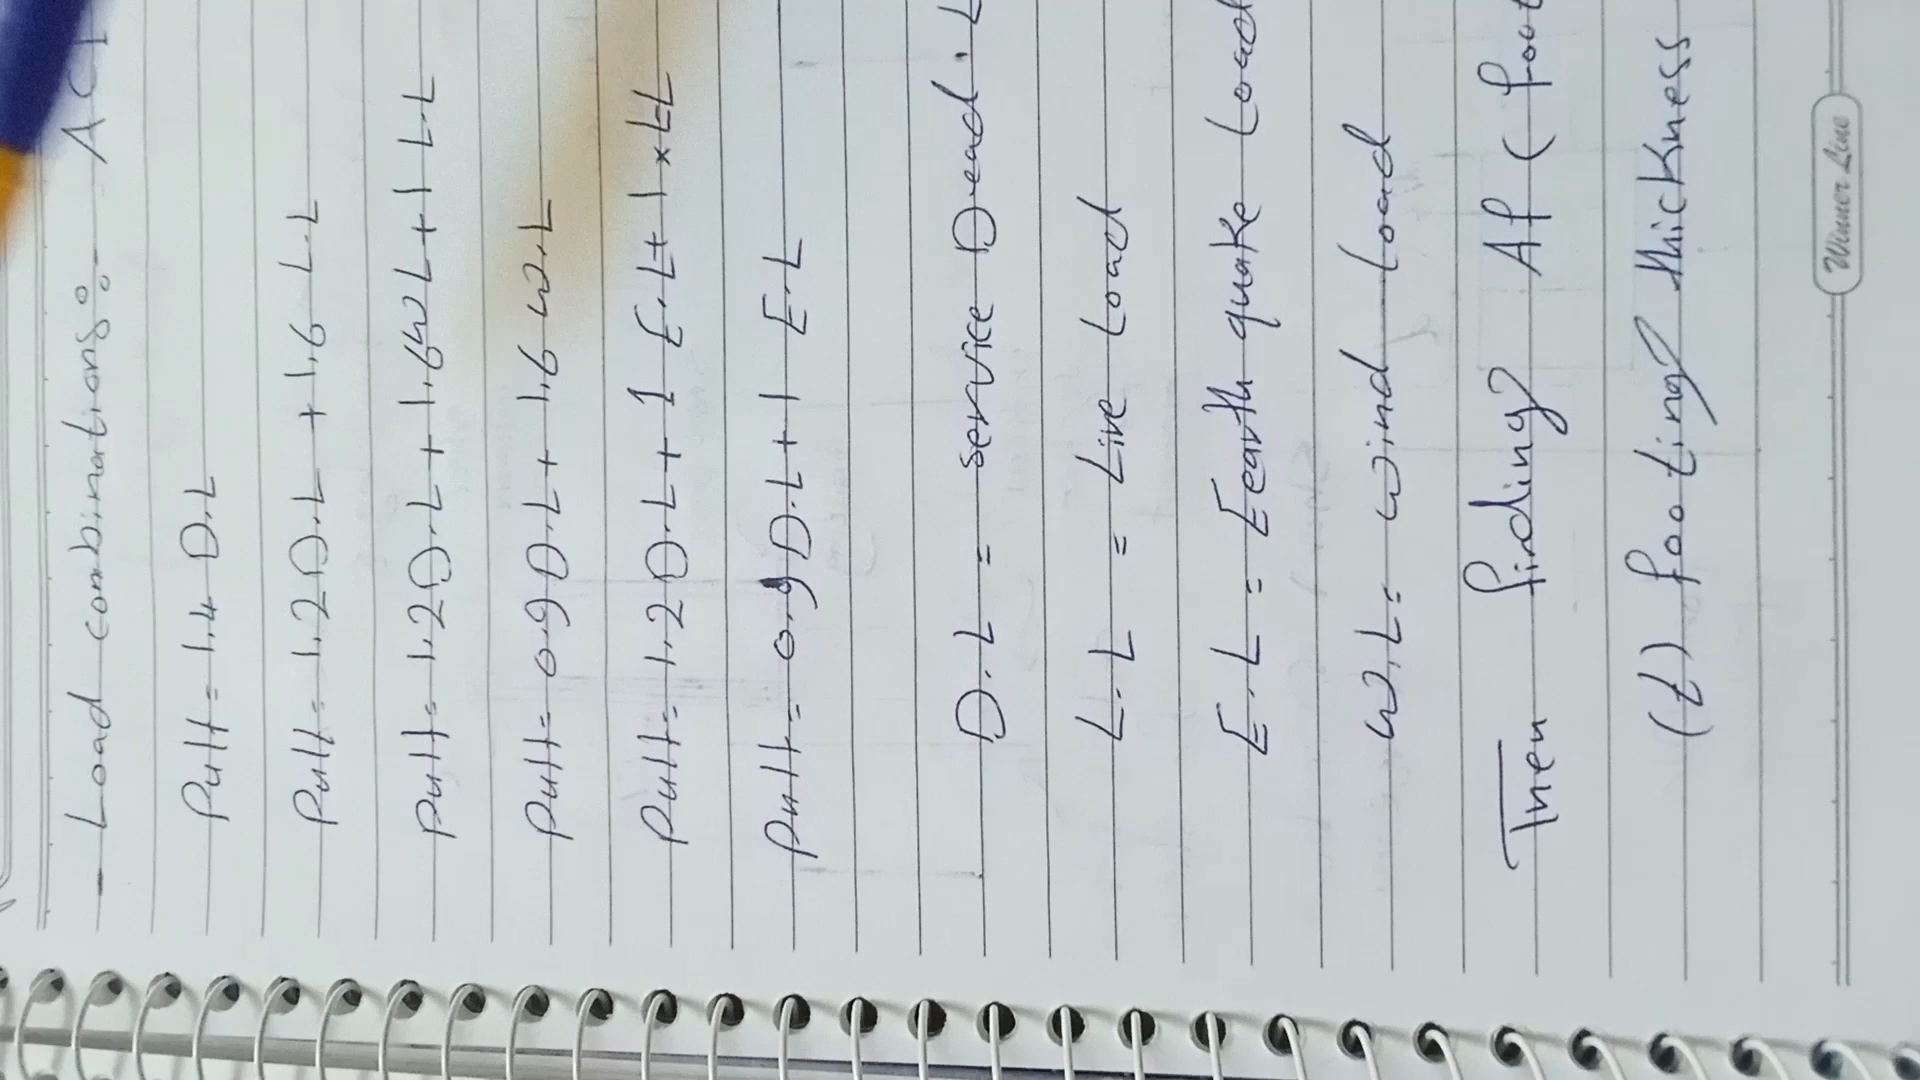 - Load combinations:- ACI
Pult = 1.4 D.L
Pult = 1.2 D.L + 1.6 L.L
Pult = 1.2 D.L + 1.6 W L + 1 L.L
Pult = 0.9 D.L + 1.6 W.L
Pult = 1.2 D.L + 1 E.L + 1 x LL
Pult = 0.9 D.L + 1 E.L
D.L = service Dead . L
L.L = Live Load
E.L = Earth quake Load
W.L = wind Load
Then finding Af ( foot
(t) footing thickness
Winner Line